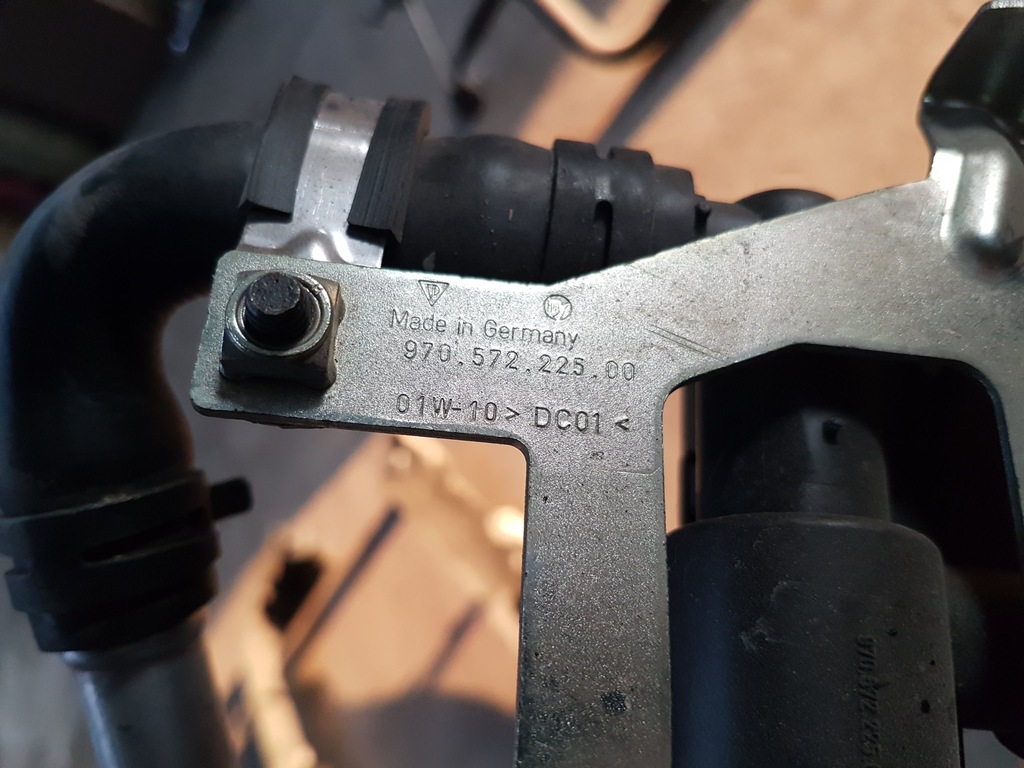 Made in Germany
970.572.225.00
01W-10 > DC01 <